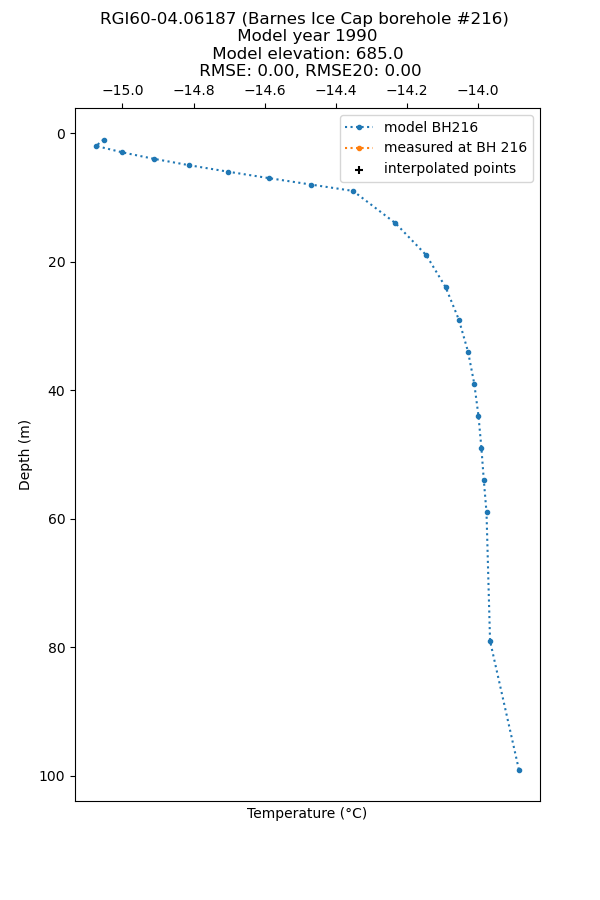 RGI60-04.06187 (Barnes Ice Cap borehole #216)
Model year 1990
Model elevation: 685.0
RMSE: 0.00, RMSE20: 0.00
−15.0 −14.8 −14.6 −14.4 −14.2 −14.0
model BH216
measured at BH 216
interpolated points
0
20
40
60
80
100
Depth (m)
Temperature (°C)